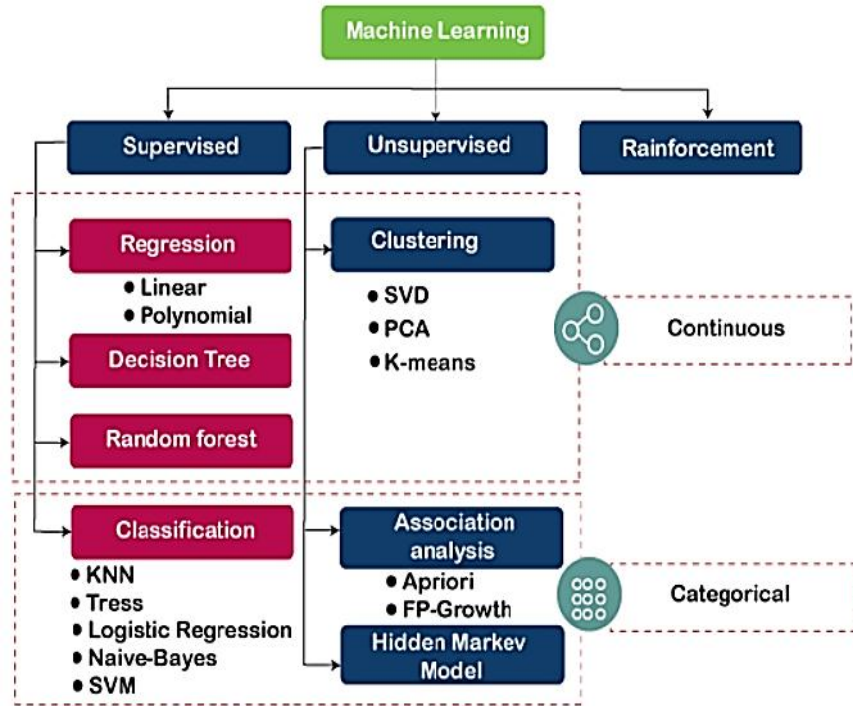 Machine Learning
Supervised
Unsupervised
Rainforcement
Regression
• Linear
• Polynomial
Decision Tree
Random forest
Clustering
• SVD
• PCA
• K-means
Continuous
Classification
• KNN
• Tress
• Logistic Regression
• Naive-Bayes
• SVM
Association
analysis
• Apriori
• FP-Growth
Hidden Markev
Model
Categorical